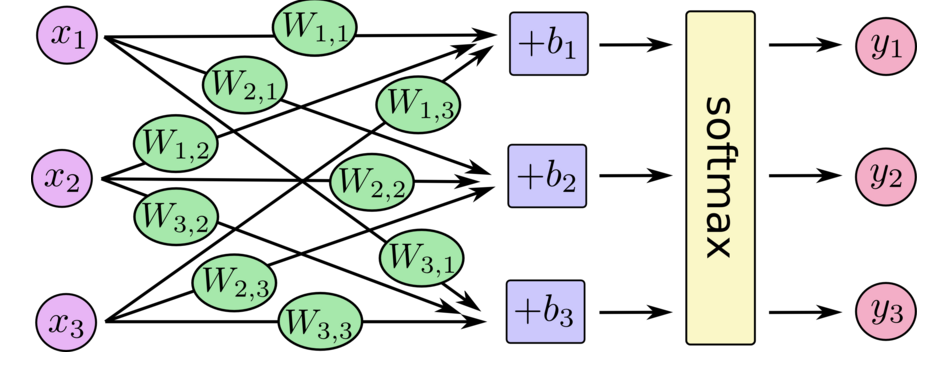 x₁ W₁,₁ +b₁ y₁
W₂,₁ W₁,₃
W₁,₂
x₂ W₂,₂ +b₂ softmax y₂
W₃,₂
W₃,₁
W₂,₃
x₃ W₃,₃ +b₃ y₃